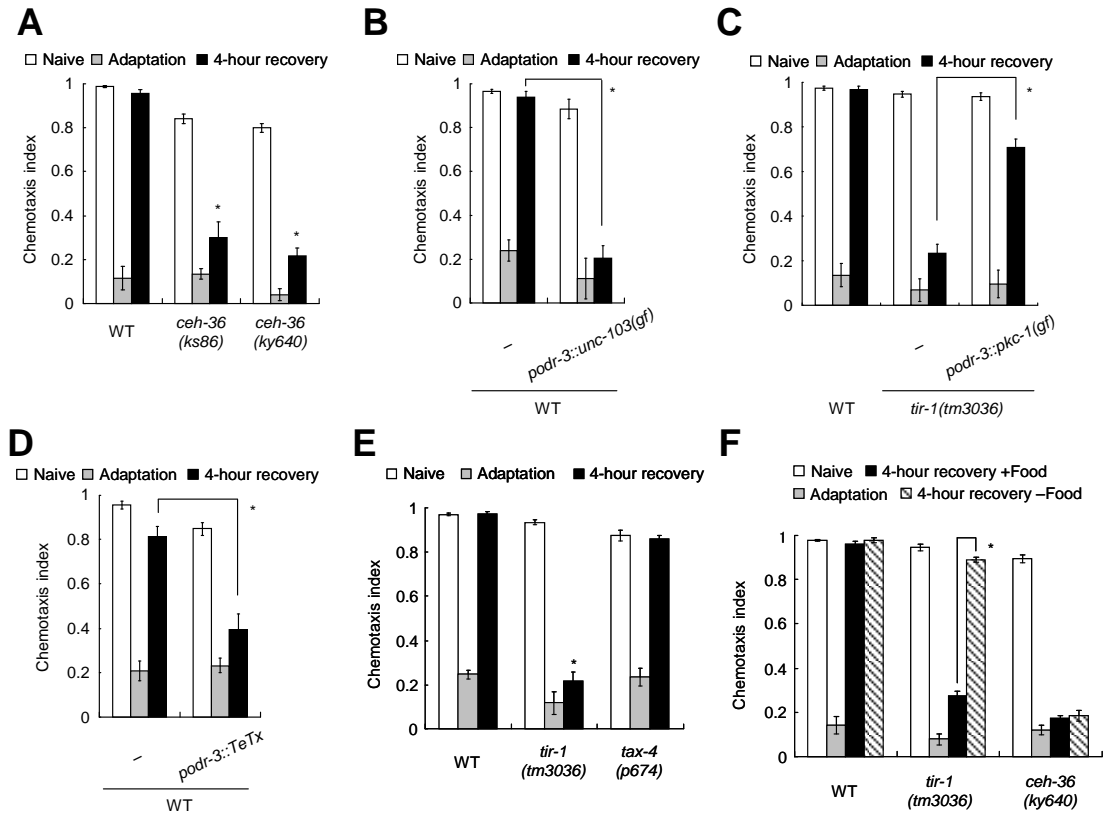 A
Naive Adaptation 4-hour recovery
Chemotaxis index
1
0.8
0.6
0.4
0.2
0
*
*
WT
ceh-36
(ks86)
ceh-36
(ky640)
B
Naive Adaptation 4-hour recovery
Chemotaxis index
1
0.8
0.6
0.4
0.2
0
*
–
podr-3::unc-103(gf)
WT
C
Naive Adaptation 4-hour recovery
Chemotaxis index
1
0.8
0.6
0.4
0.2
0
*
–
podr-3::pkc-1(gf)
WT
tir-1(tm3036)
D
Naive Adaptation 4-hour recovery
Chemotaxis index
1
0.8
0.6
0.4
0.2
0
*
–
podr-3::TeTx
WT
E
Naive Adaptation 4-hour recovery
Chemotaxis index
1
0.8
0.6
0.4
0.2
0
*
WT
tir-1
(tm3036)
tax-4
(p674)
F
Naive 4-hour recovery +Food
Adaptation 4-hour recovery –Food
Chemotaxis index
1
0.8
0.6
0.4
0.2
0
*
WT
tir-1
(tm3036)
ceh-36
(ky640)